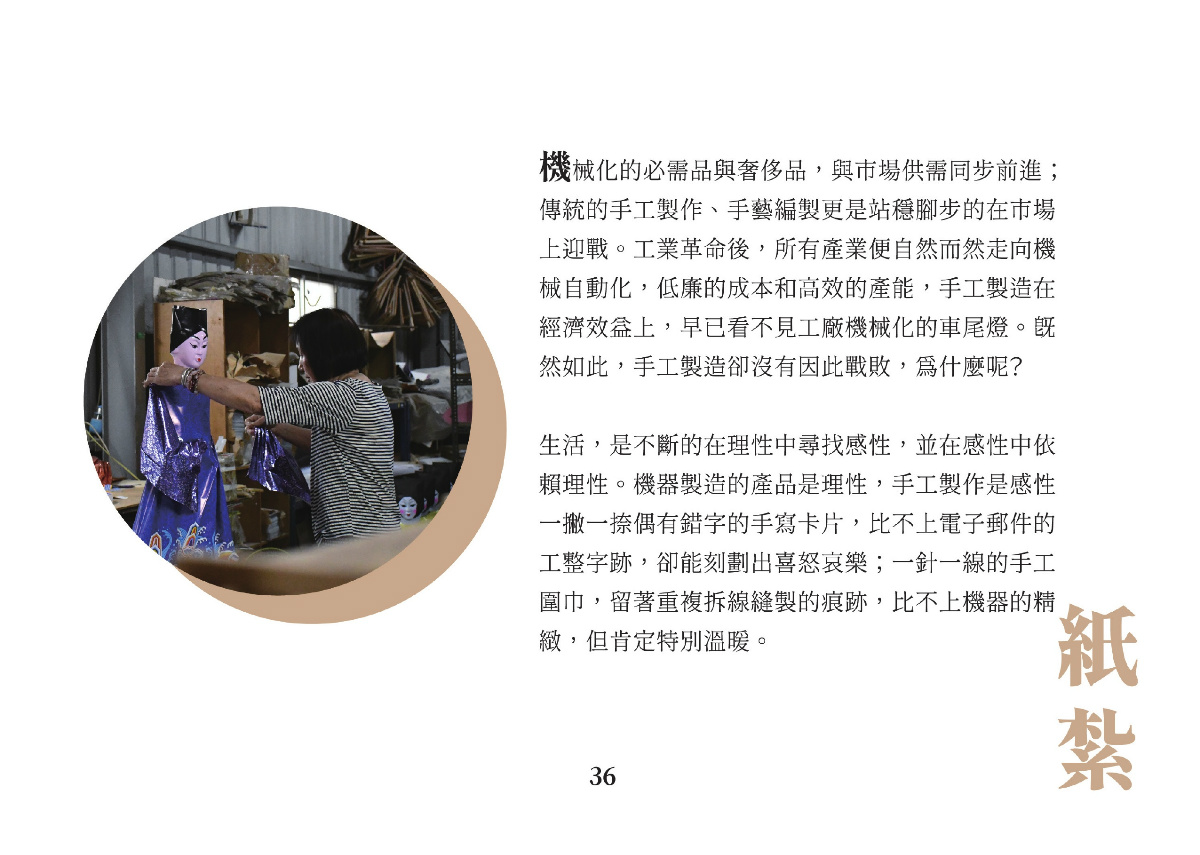 機械化的必需品與奢侈品，與市場供需同步前進；
傳統的手工製作、手藝編製更是站穩腳步的在市場
上迎戰。工業革命後，所有產業便自然而然走向機
械自動化，低廉的成本和高效的產能，手工製造在
經濟效益上，早已看不見工廠機械化的車尾燈。既
然如此，手工製造卻沒有因此戰敗，為什麼呢？
生活，是不斷的在理性中尋找感性，並在感性中依
賴理性。機器製造的產品是理性，手工製作是感性
一撇一捺偶有錯字的手寫卡片，比不上電子郵件的
工整字跡，卻能刻劃出喜怒哀樂；一針一線的手工
圍巾，留著重複拆線縫製的痕跡，比不上機器的精
緻，但肯定特別溫暖。
紙紮
36